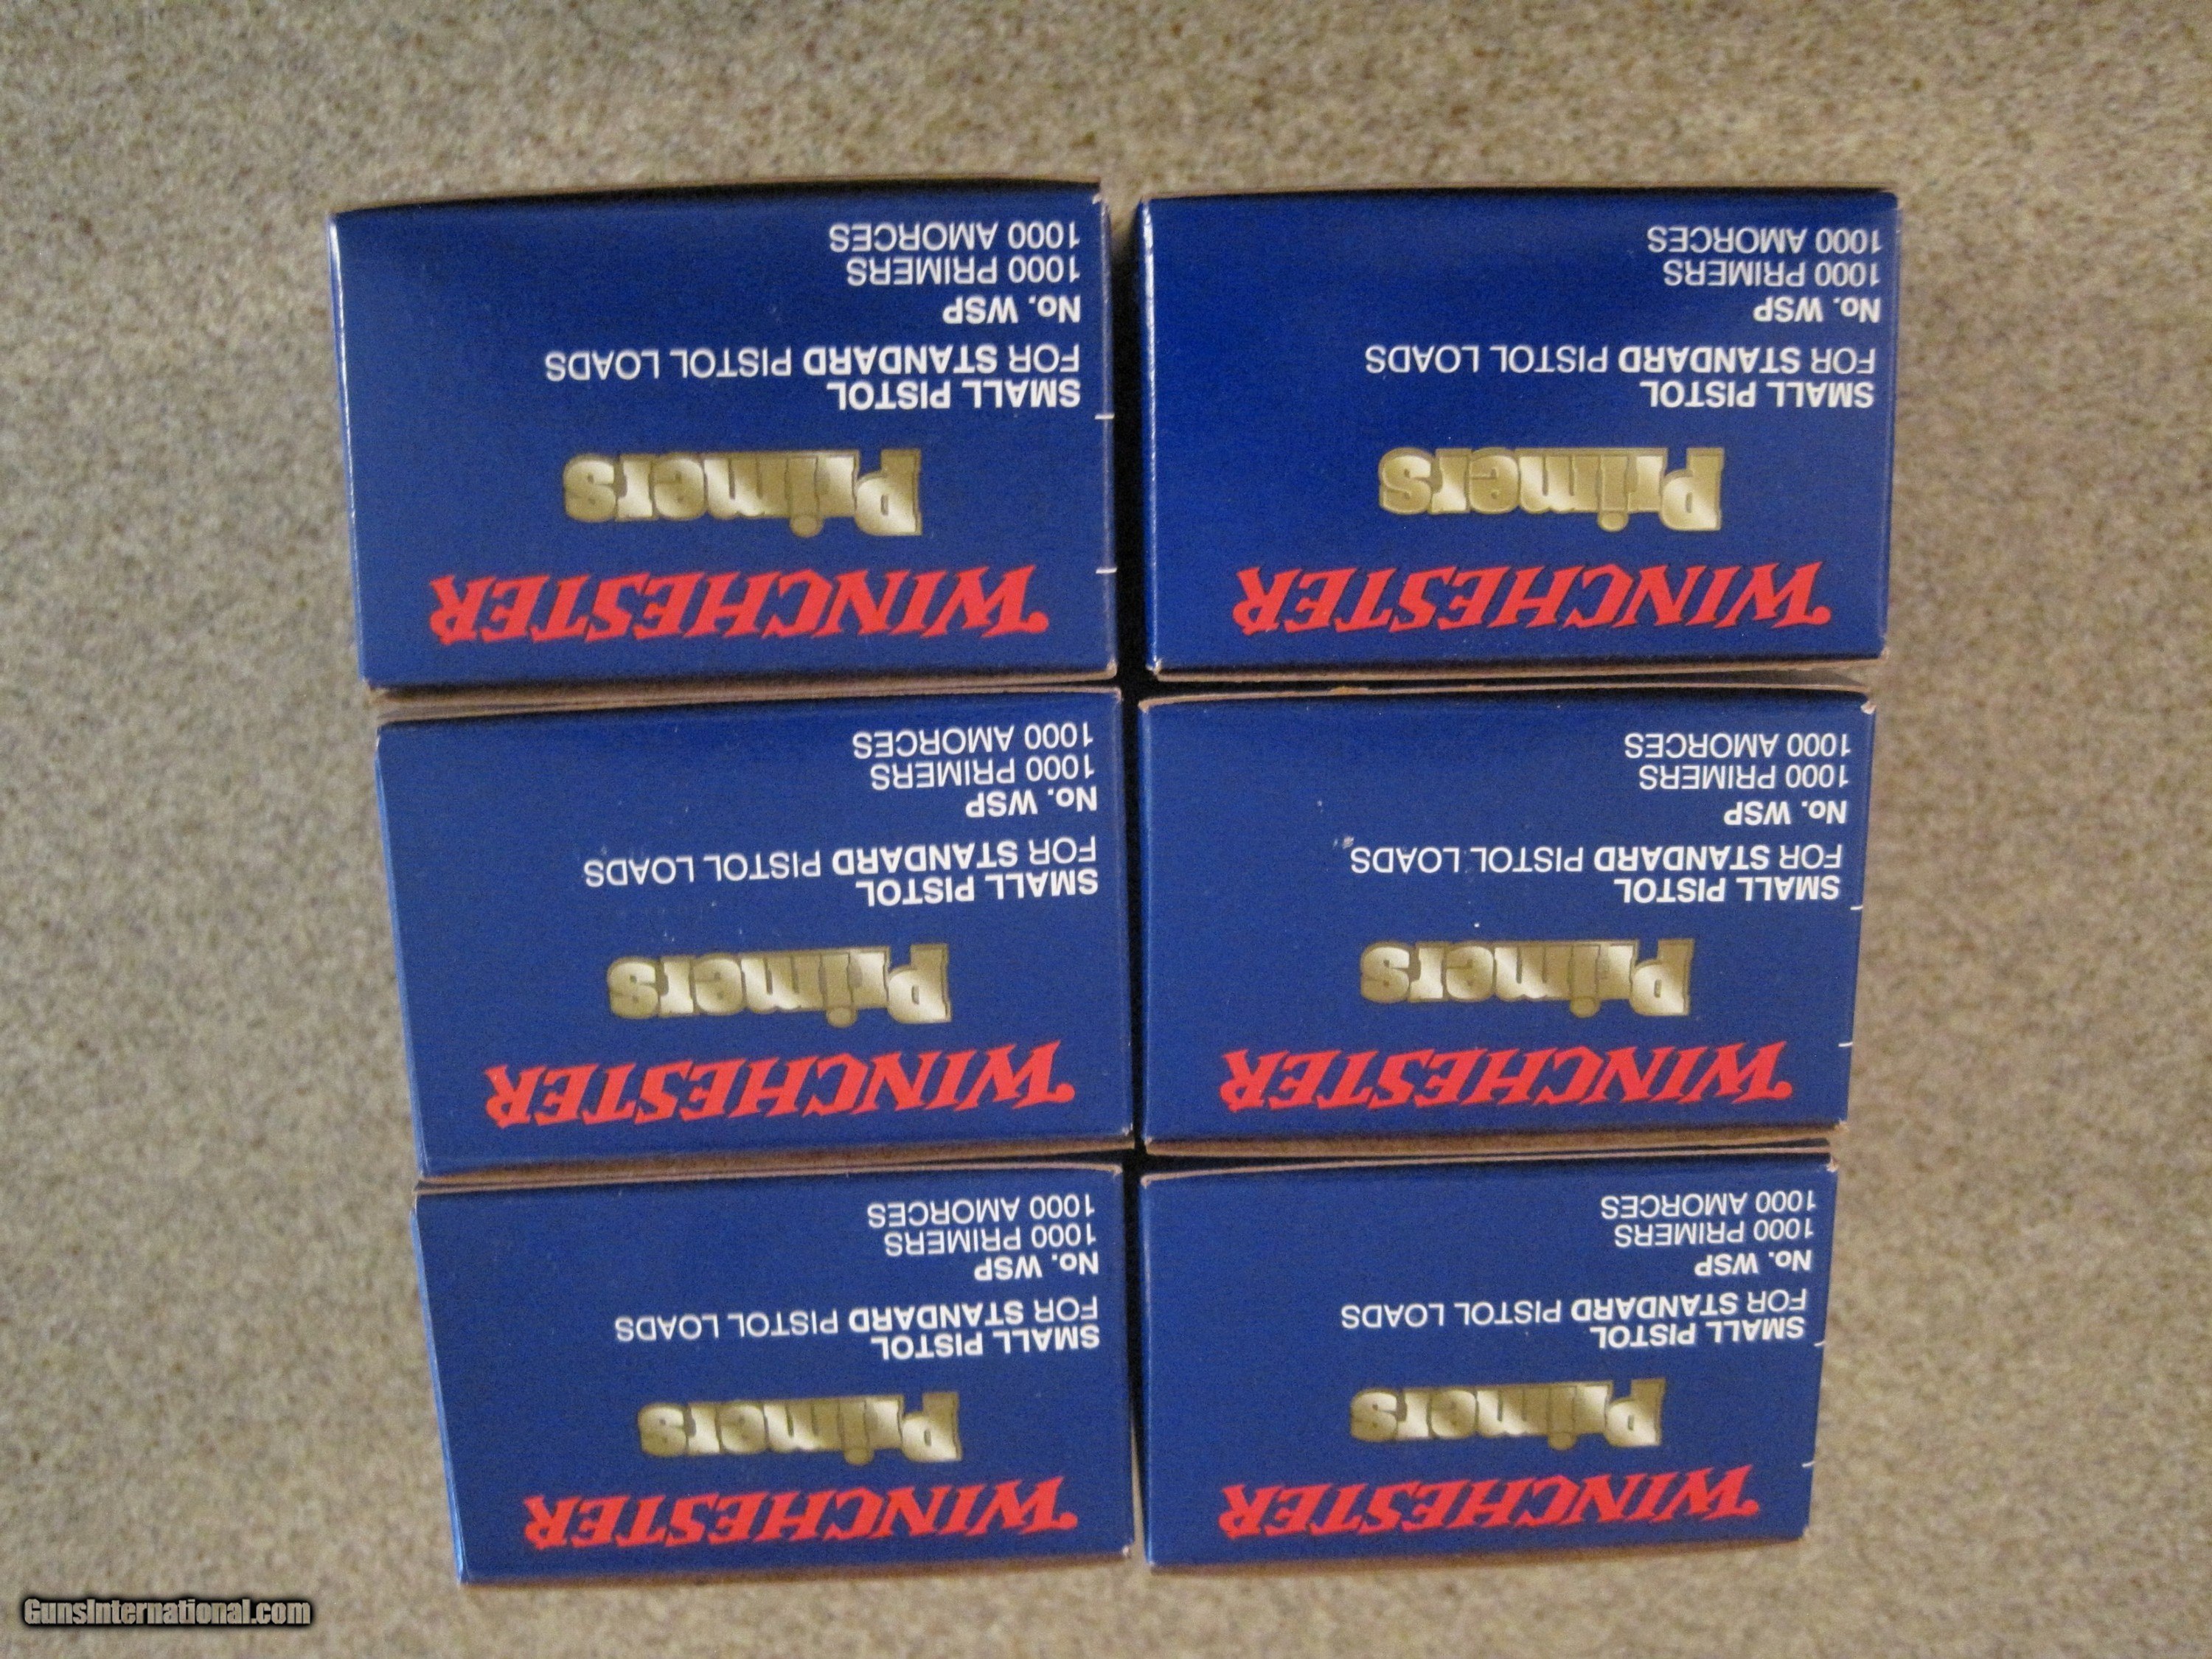 WINCHESTER
Primers
SMALL PISTOL
FOR STANDARD PISTOL LOADS
No. WSP
1000 PRIMERS
1000 AMORCES
WINCHESTER
Primers
SMALL PISTOL
FOR STANDARD PISTOL LOADS
No. WSP
1000 PRIMERS
1000 AMORCES
WINCHESTER
Primers
SMALL PISTOL
FOR STANDARD PISTOL LOADS
No. WSP
1000 PRIMERS
1000 AMORCES
WINCHESTER
Primers
SMALL PISTOL
FOR STANDARD PISTOL LOADS
No. WSP
1000 PRIMERS
1000 AMORCES
WINCHESTER
Primers
SMALL PISTOL
FOR STANDARD PISTOL LOADS
No. WSP
1000 PRIMERS
1000 AMORCES
WINCHESTER
Primers
SMALL PISTOL
FOR STANDARD PISTOL LOADS
No. WSP
1000 PRIMERS
1000 AMORCES
GunsInternational.com